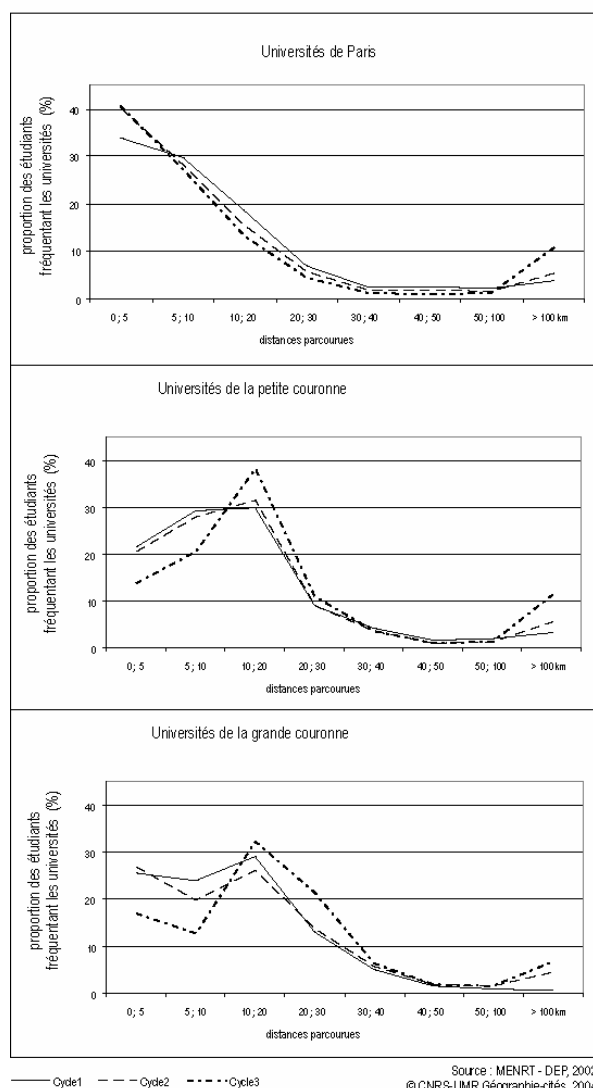 Universités de Paris
proportion des étudiants
fréquentant les universités (%)
40
30
20
10
0
0 ; 5 5 ; 10 10 ; 20 20 ; 30 30 ; 40 40 ; 50 50 ; 100 > 100 km
distances parcourues
Universités de la petite couronne
proportion des étudiants
fréquentant les universités (%)
40
30
20
10
0
0 ; 5 5 ; 10 10 ; 20 20 ; 30 30 ; 40 40 ; 50 50 ; 100 > 100 km
distances parcourues
Universités de la grande couronne
proportion des étudiants
fréquentant les universités (%)
40
30
20
10
0
0 ; 5 5 ; 10 10 ; 20 20 ; 30 30 ; 40 40 ; 50 50 ; 100 > 100 km
distances parcourues
Cycle1 Cycle2 Cycle3
Source : MENRT - DEP, 2002
© CNRS-UMR Géographie-cités, 2004